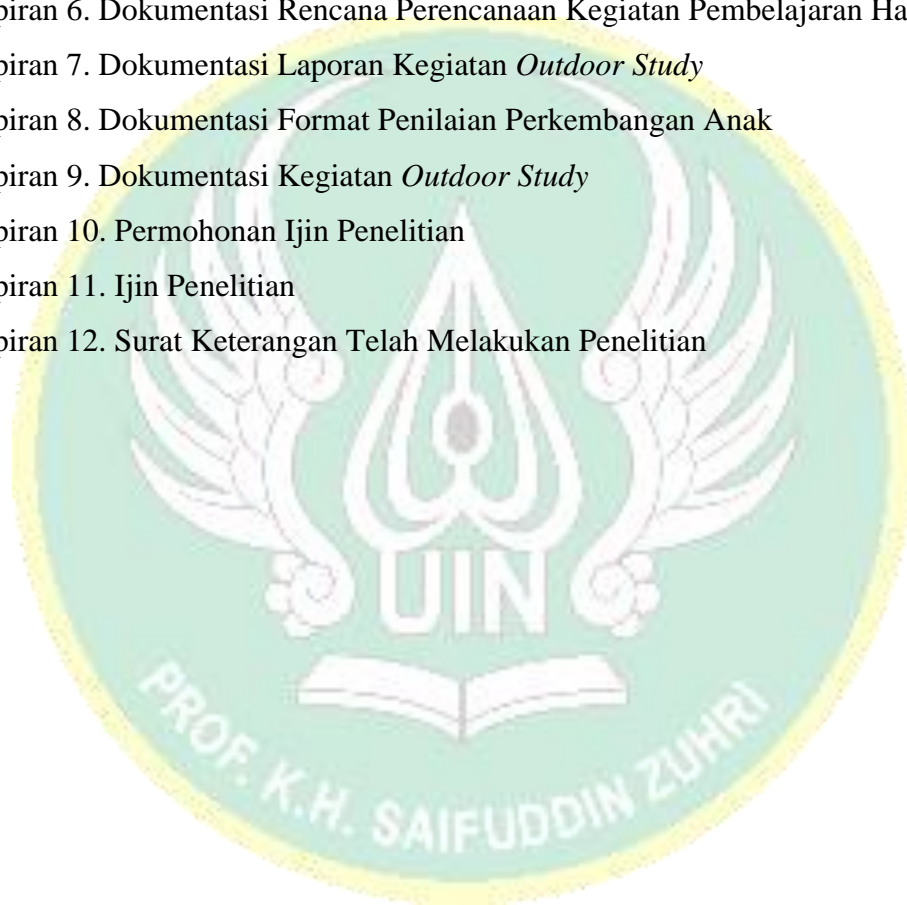 piran 6. Dokumentasi Rencana Perencanaan Kegiatan Pembelajaran Ha
piran 7. Dokumentasi Laporan Kegiatan Outdoor Study
piran 8. Dokumentasi Format Penilaian Perkembangan Anak
piran 9. Dokumentasi Kegiatan Outdoor Study
piran 10. Permohonan Ijin Penelitian
piran 11. Ijin Penelitian
piran 12. Surat Keterangan Telah Melakukan Penelitian
UIN
PROF. K.H. SAIFUDDIN ZUHRI